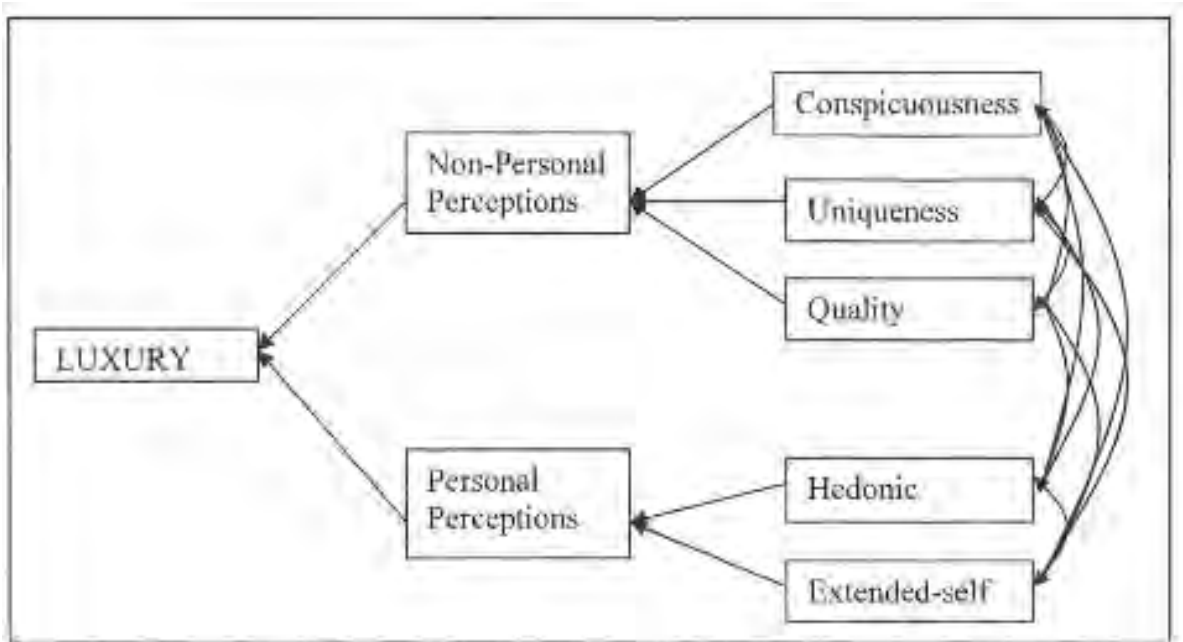 Conspicuousness
Non-Personal
Perceptions
Uniqueness
Quality
LUXURY
Personal
Perceptions
Hedonic
Extended-self